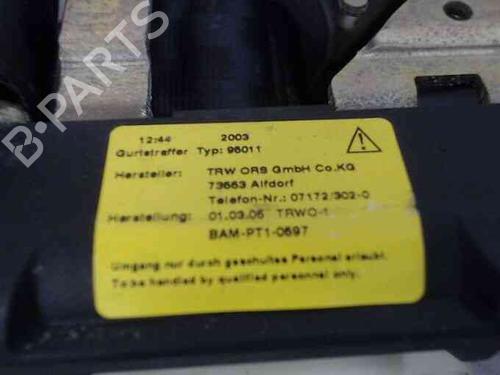 B-PARTS
12:44 2003
Gurtstraffer Typ: 96011
Hersteller: TRW ORS GmbH Co.KG
73553 Alfdorf
Telefon-Nr.: 07172/302-0
Herstellung: 01.03.06 TRWO-1
BAM-PT1-0697
Umgang nur durch geschultes Personal erlaubt.
To be handled by qualified personnel only.